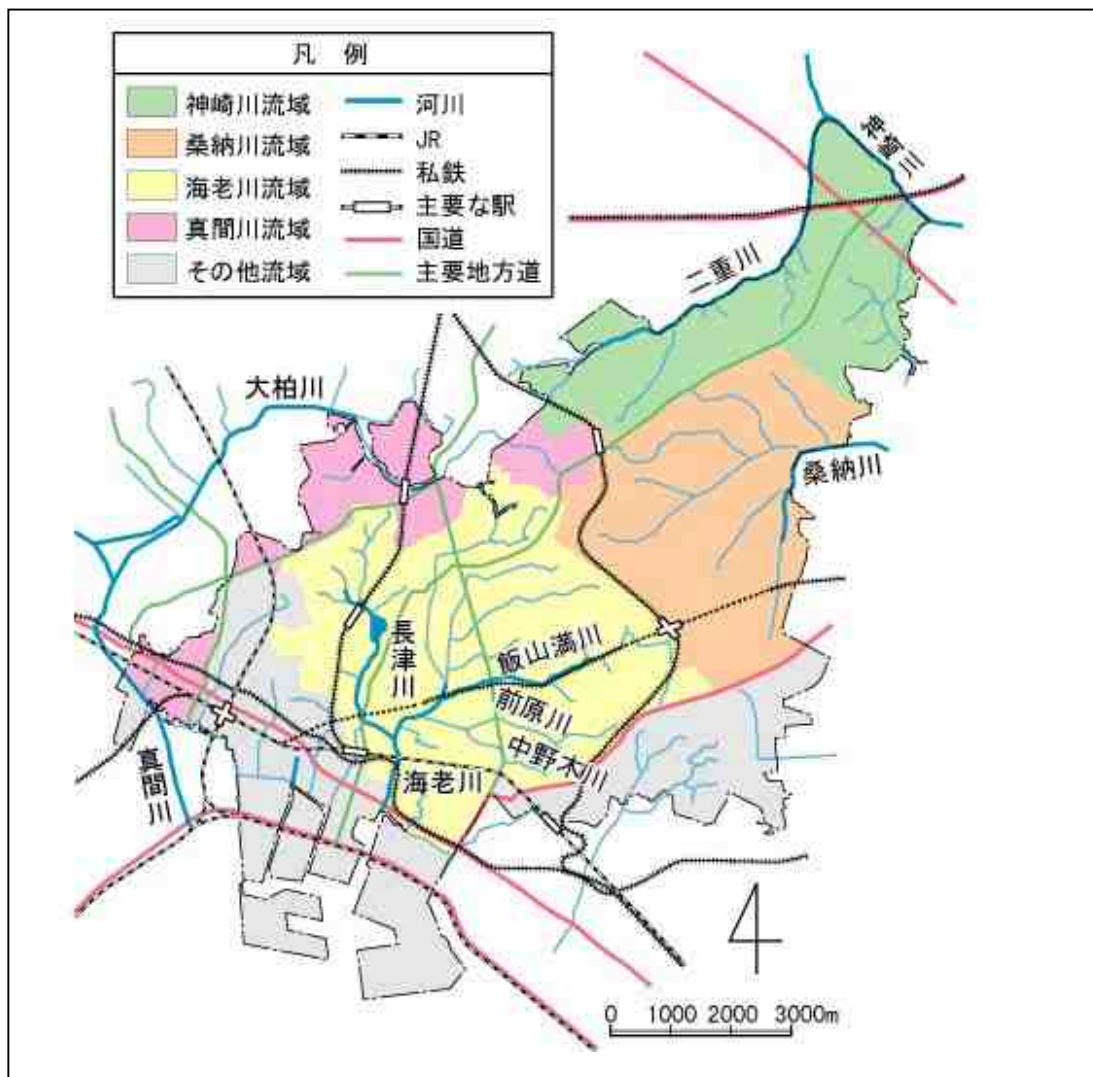 凡 例
神崎川流域
桑納川流域
海老川流域
真間川流域
その他流域
河川
JR
私鉄
主要な駅
国道
主要地方道
神崎川
二重川
大柏川
桑納川
長津川
飯山満川
前原川
中野木川
海老川
真間川
0 1000 2000 3000m